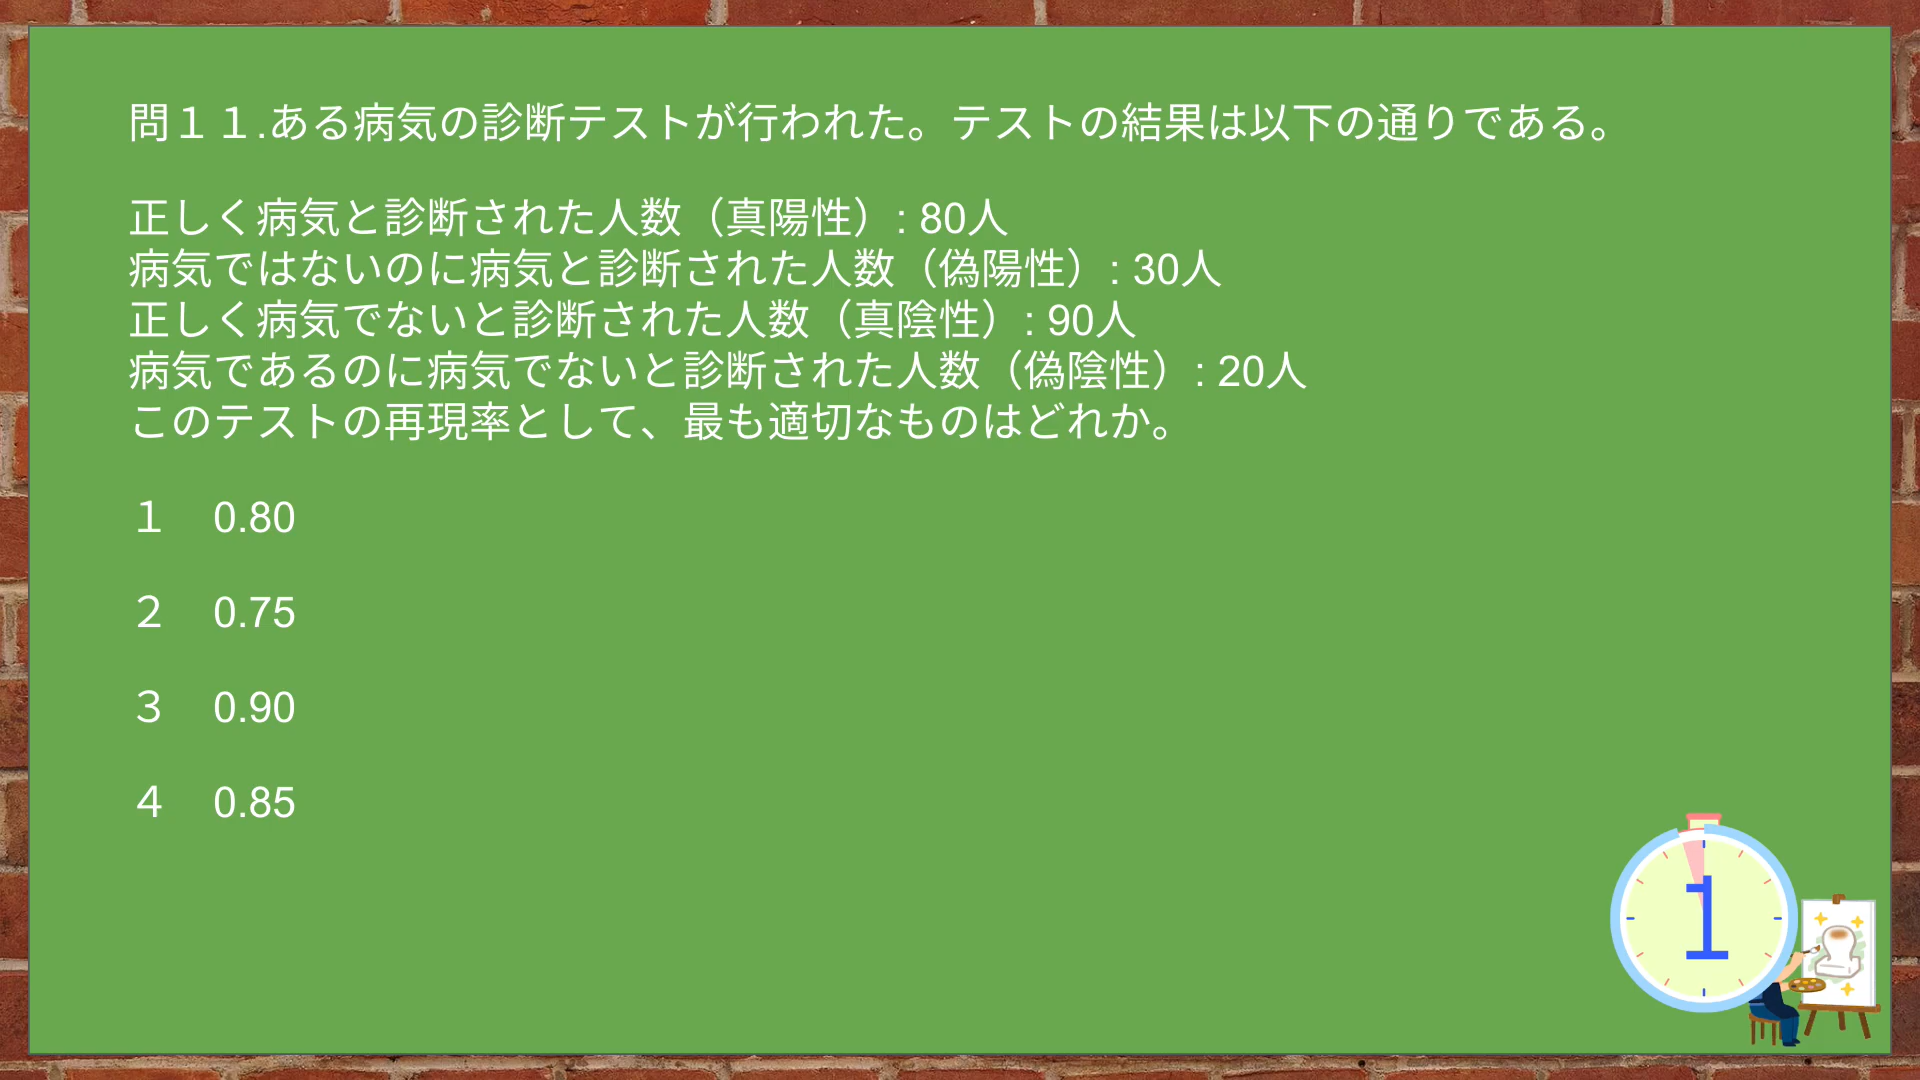 問１１.ある病気の診断テストが行われた。テストの結果は以下の通りである。
正しく病気と診断された人数（真陽性）: 80人
病気ではないのに病気と診断された人数（偽陽性）: 30人
正しく病気でないと診断された人数（真陰性）: 90人
病気であるのに病気でないと診断された人数（偽陰性）: 20人
このテストの再現率として、最も適切なものはどれか。
１　0.80
２　0.75
３　0.90
４　0.85
1